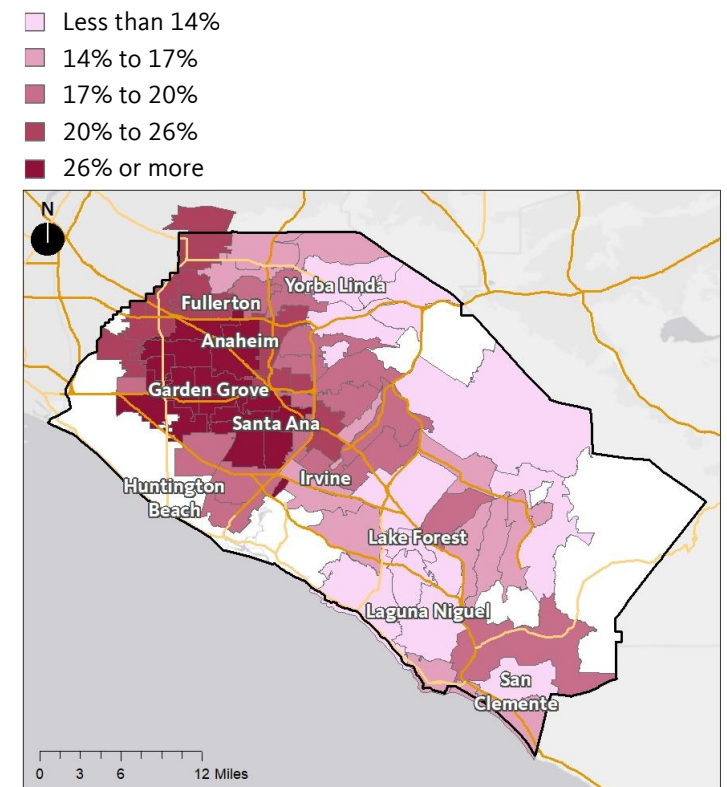 Less than 14%
14% to 17%
17% to 20%
20% to 26%
26% or more
N
Yorba Linda
Fullerton
Anaheim
Garden Grove
Santa Ana
Irvine
Huntington
Beach
Lake Forest
Laguna Niguel
San
Clemente
0 3 6 12 Miles